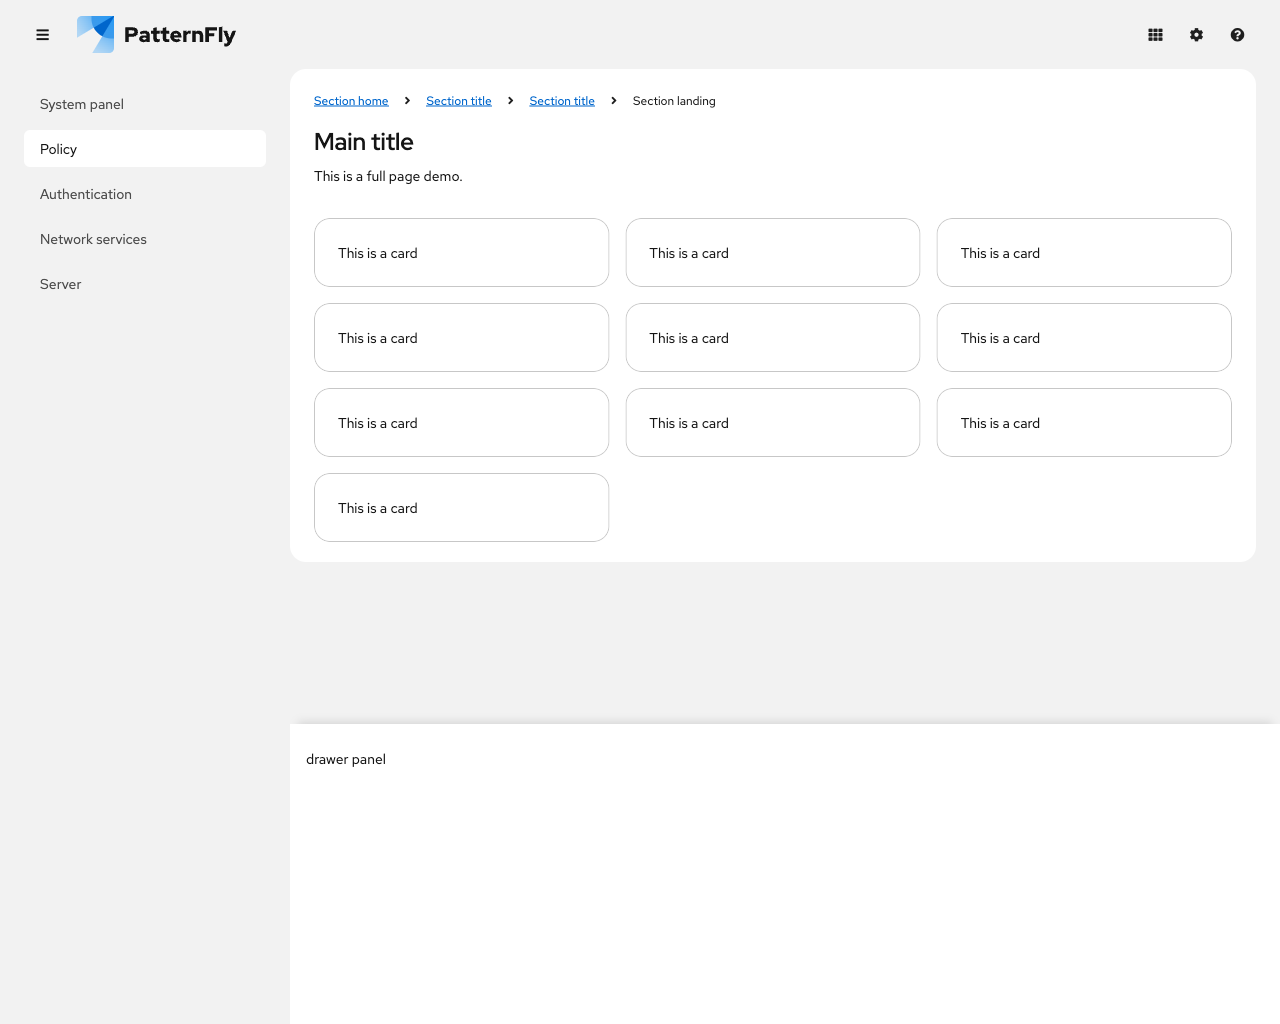 PatternFly
System panel
Policy
Authentication
Network services
Server
Section home
Section title
Section title
Section landing
Main title
This is a full page demo.
This is a card
This is a card
This is a card
This is a card
This is a card
This is a card
This is a card
This is a card
This is a card
This is a card
drawer panel